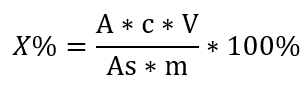 X% = (A * c * V) / (As * m) * 100%